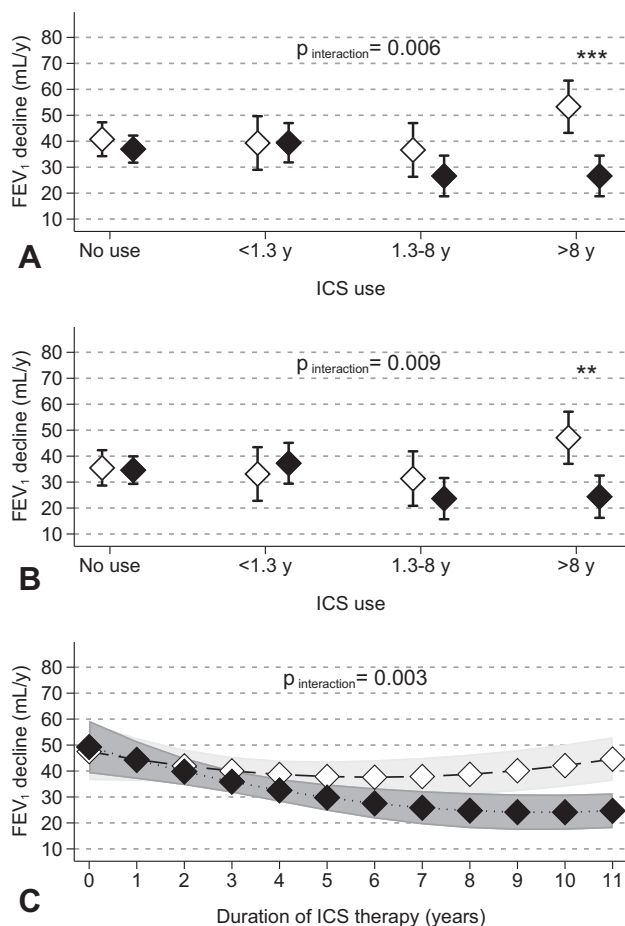 80
70
60
50
40
30
20
10
FEV₁ decline (mL/y)
p interaction= 0.006
***
No use <1.3 y 1.3-8 y >8 y
ICS use
A
80
70
60
50
40
30
20
10
FEV₁ decline (mL/y)
p interaction= 0.009
**
No use <1.3 y 1.3-8 y >8 y
ICS use
B
80
70
60
50
40
30
20
10
FEV₁ decline (mL/y)
p interaction= 0.003
0 1 2 3 4 5 6 7 8 9 10 11
Duration of ICS therapy (years)
C